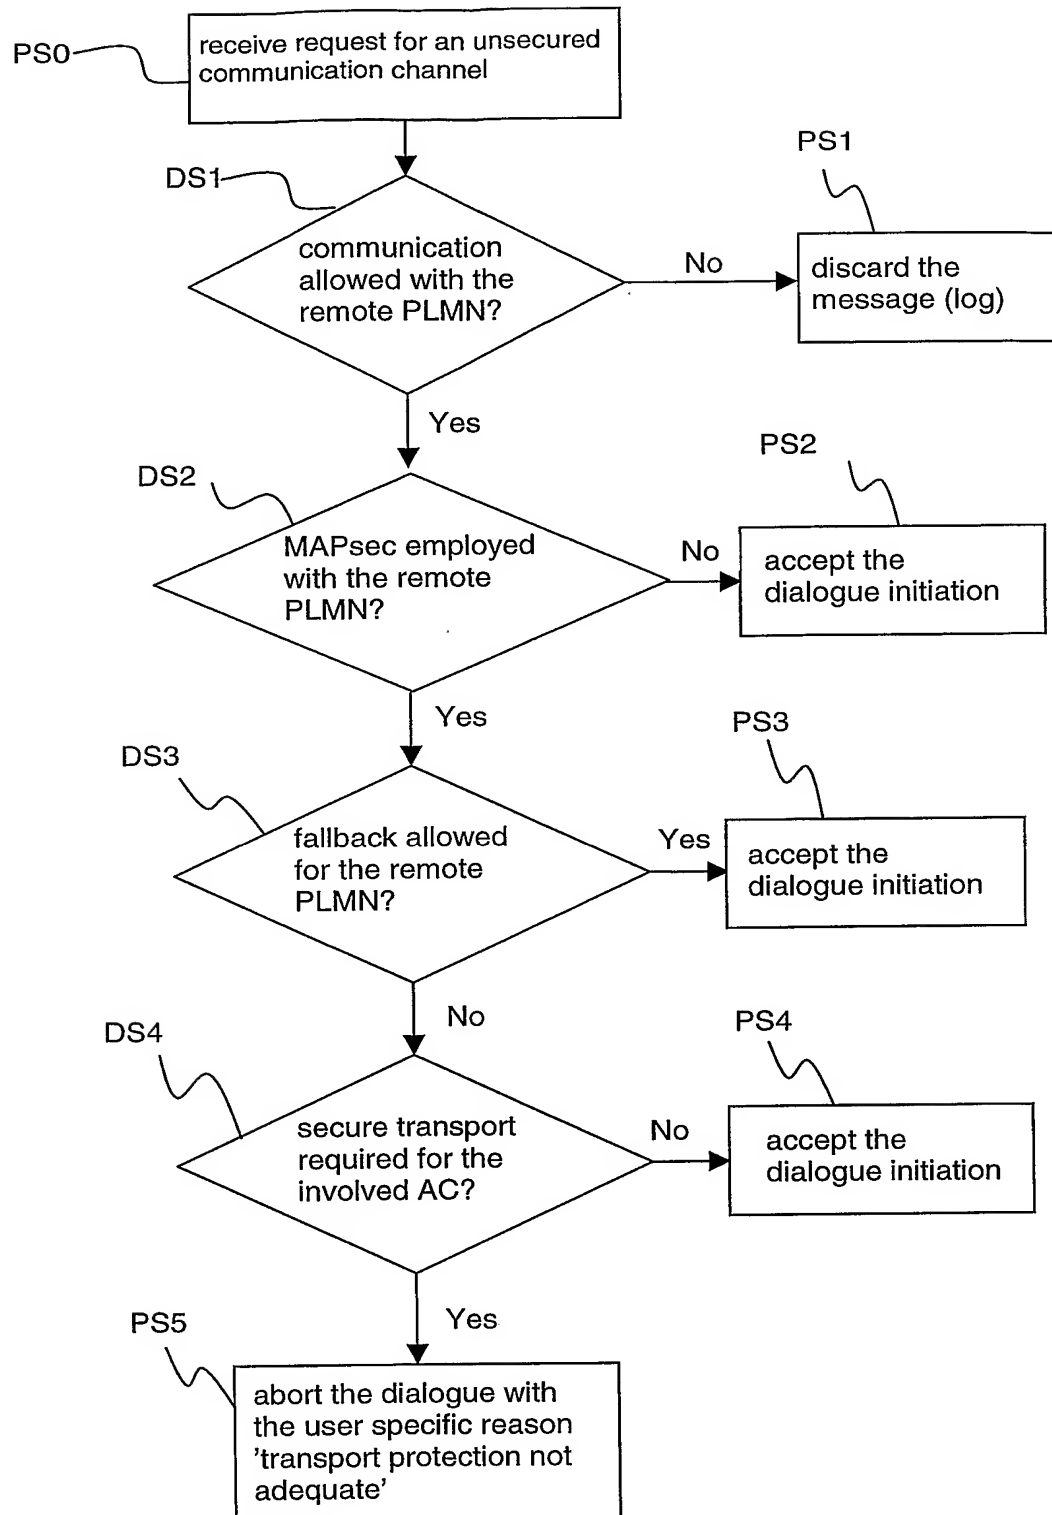 PS0
receive request for an unsecured
communication channel
DS1
communication
allowed with the
remote PLMN?
No
PS1
discard the
message (log)
Yes
DS2
MAPsec employed
with the remote
PLMN?
No
PS2
accept the
dialogue initiation
Yes
DS3
fallback allowed
for the remote
PLMN?
Yes
PS3
accept the
dialogue initiation
No
DS4
secure transport
required for the
involved AC?
No
PS4
accept the
dialogue initiation
Yes
PS5
abort the dialogue with
the user specific reason
'transport protection not
adequate'